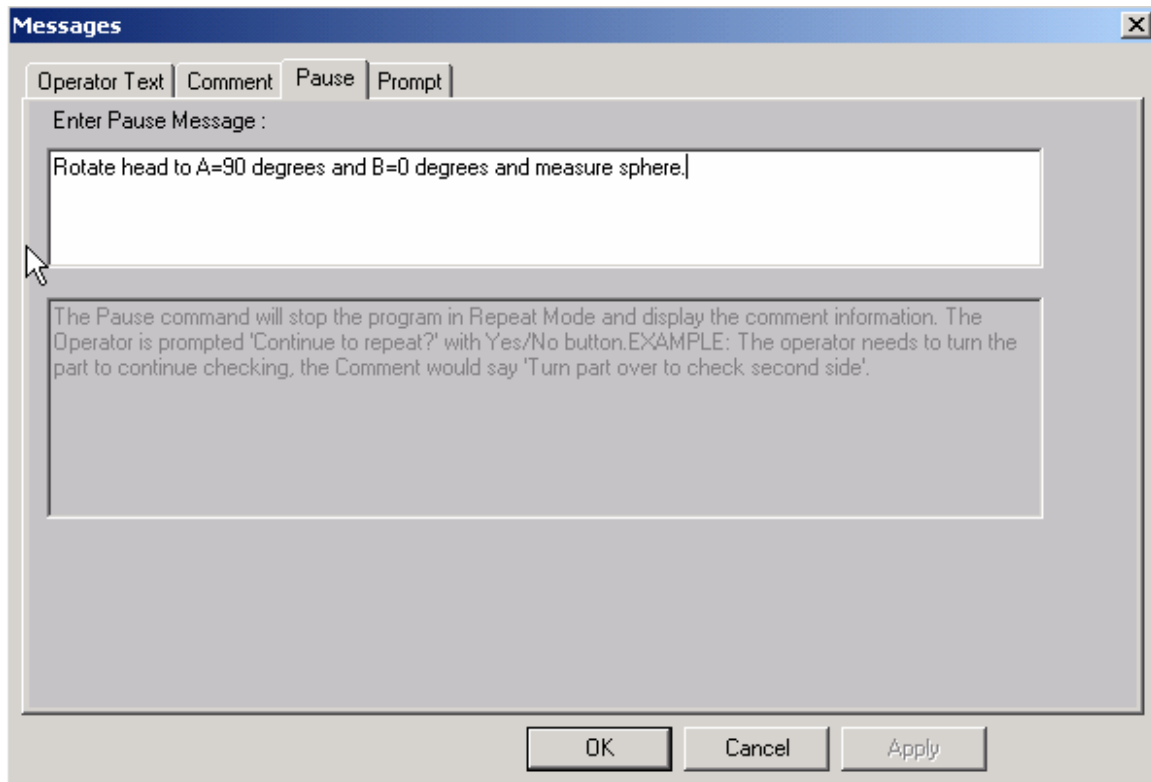 Messages
Operator Text Comment Pause Prompt
Enter Pause Message :
Rotate head to A=90 degrees and B=0 degrees and measure sphere.
The Pause command will stop the program in Repeat Mode and display the comment information. The
Operator is prompted 'Continue to repeat?' with Yes/No button.EXAMPLE: The operator needs to turn the
part to continue checking, the Comment would say 'Turn part over to check second side'.
OK Cancel Apply